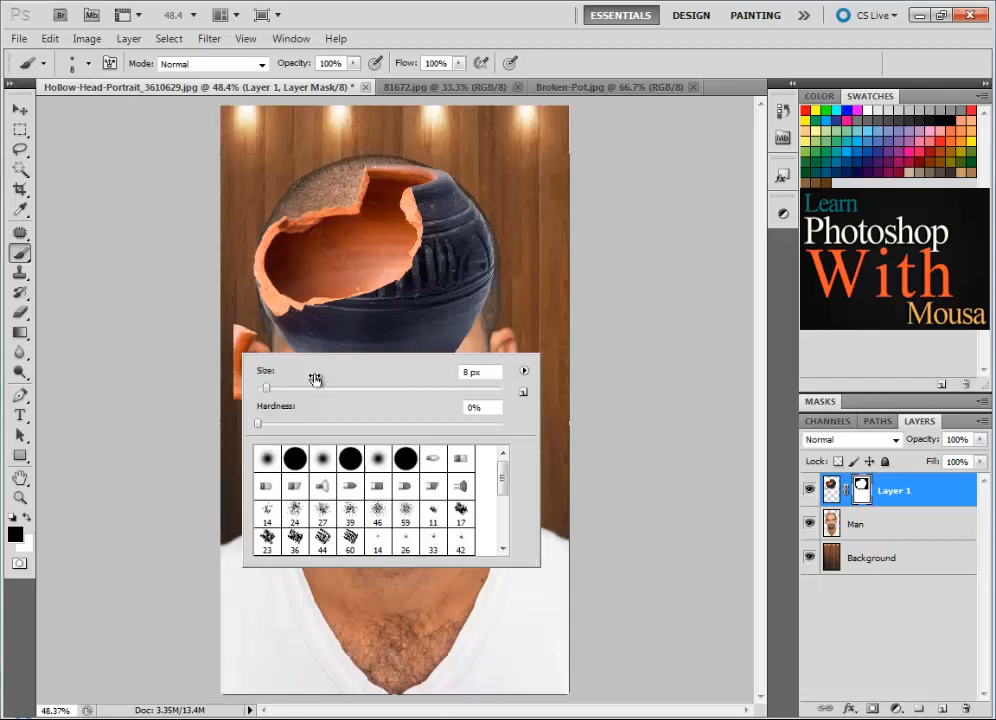 Ps Br Mb 48.4 ESSENTIALS DESIGN PAINTING CS Live
File Edit Image Layer Select Filter View Window Help
8 Mode: Normal Opacity: 100% Flow: 100%
Hollow-Head-Portrait_3610629.jpg @ 48.4% (Layer 1, Layer Mask/8) * 81672.jpg @ 33.3% (RGB/8) Broken-Pot.jpg @ 66.7% (RGB/8)
COLOR SWATCHES
Mb
Learn
Photoshop
With
Mousa
Size: 8 px
Hardness: 0%
14 24 27 39 46 59 11 17
23 36 44 60 14 26 33 42
MASKS
CHANNELS PATHS LAYERS
Normal Opacity: 100%
Lock: Fill: 100%
Layer 1
Man
Background
fx
T
48.37% Doc: 3.35M/13.4M